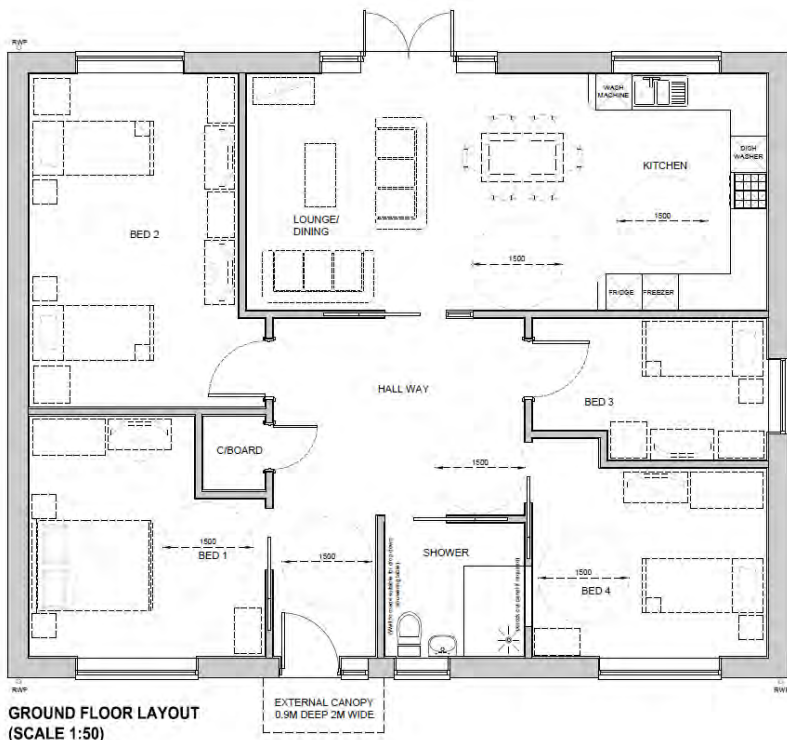 RWP
WASH
MACHINE
DISH
WASHER
KITCHEN
BED 2
LOUNGE/
DINING
1500
1500
FRIDGE
FREEZER
HALL WAY
BED 3
C/BOARD
1500
1500
BED 1
1500
SHOWER
1500
BED 4
RWP
RWP
EXTERNAL CANOPY
0.9M DEEP 2M WIDE
GROUND FLOOR LAYOUT
(SCALE 1:50)